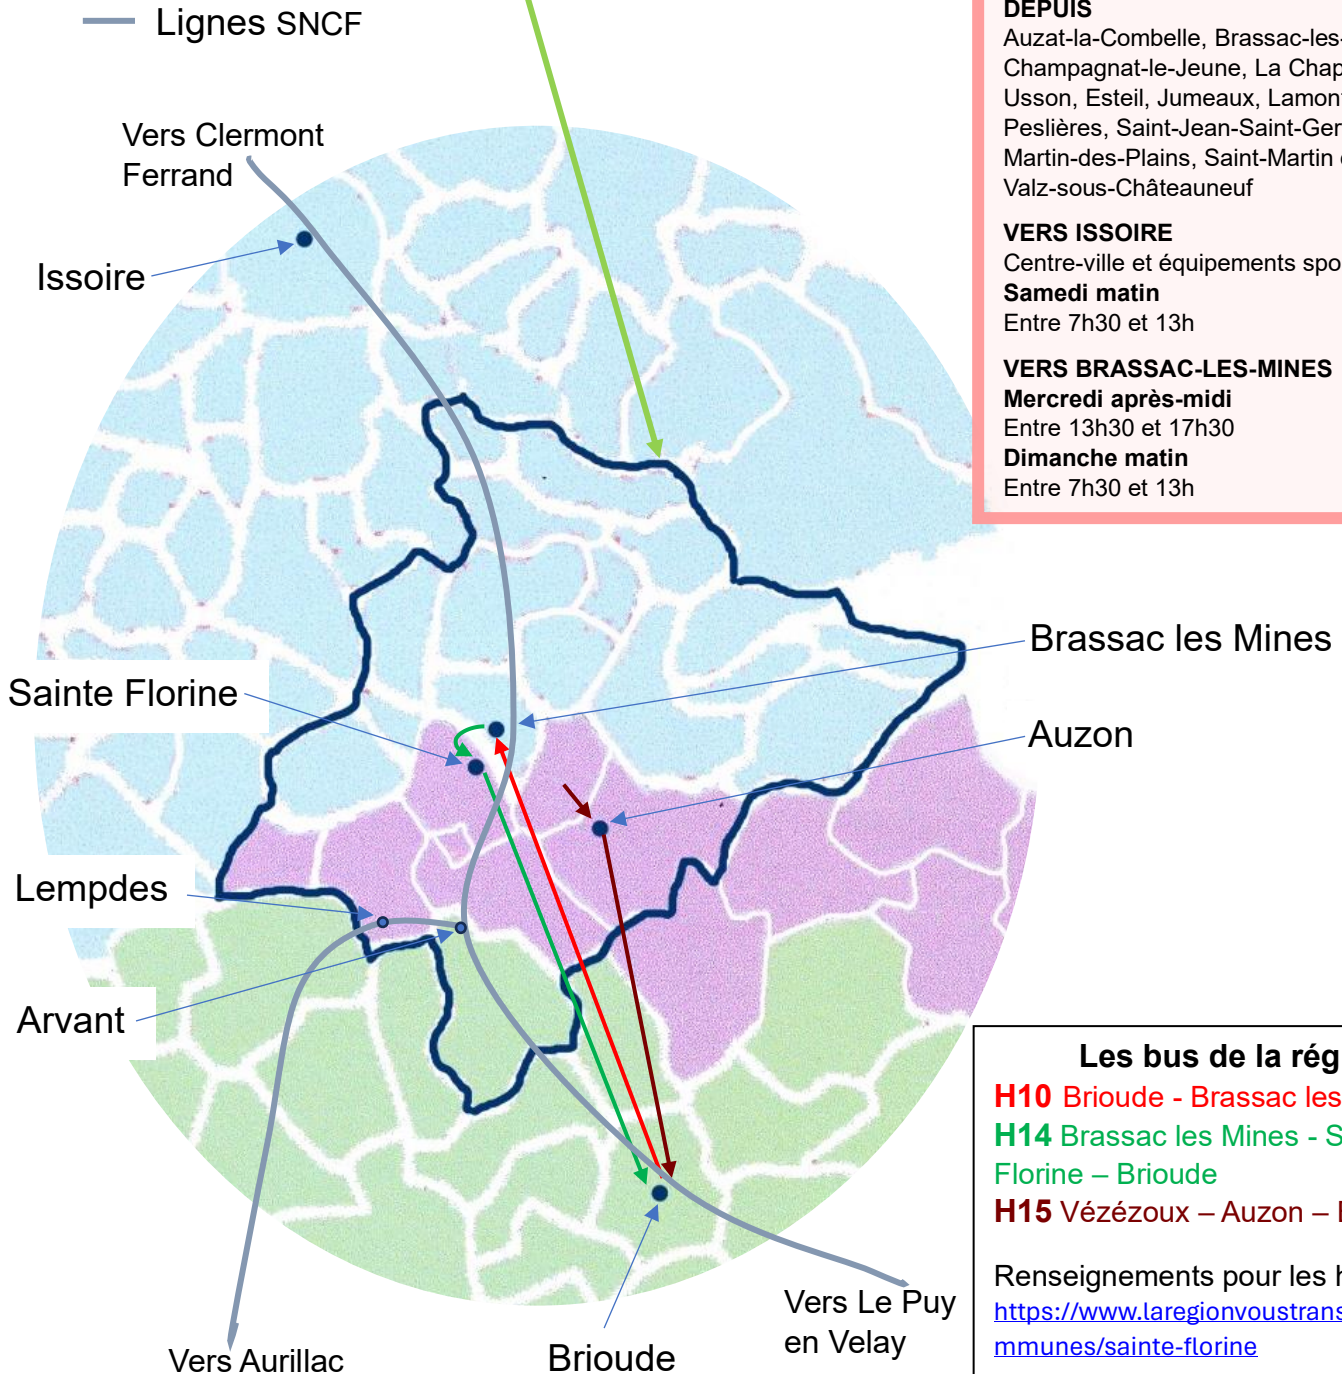 Lignes SNCF
DEPUIS
Auzat-la-Combelle, Brassac-les-
Champagnat-le-Jeune, La Chap
Usson, Esteil, Jumeaux, Lamon
Peslières, Saint-Jean-Saint-Ger
Martin-des-Plains, Saint-Martin
Valz-sous-Châteauneuf
VERS ISSOIRE
Centre-ville et équipements spo
Samedi matin
Entre 7h30 et 13h
VERS BRASSAC-LES-MINES
Mercredi après-midi
Entre 13h30 et 17h30
Dimanche matin
Entre 7h30 et 13h
Vers Clermont
Ferrand
Issoire
Brassac les Mines
Sainte Florine
Auzon
Lempdes
Arvant
Les bus de la rég
H10 Brioude - Brassac les
H14 Brassac les Mines - S
Florine – Brioude
H15 Vézézoux – Auzon –
Renseignements pour les h
https://www.laregionvoustrans
mmunes/sainte-florine
Vers Le Puy
en Velay
Brioude
Vers Aurillac